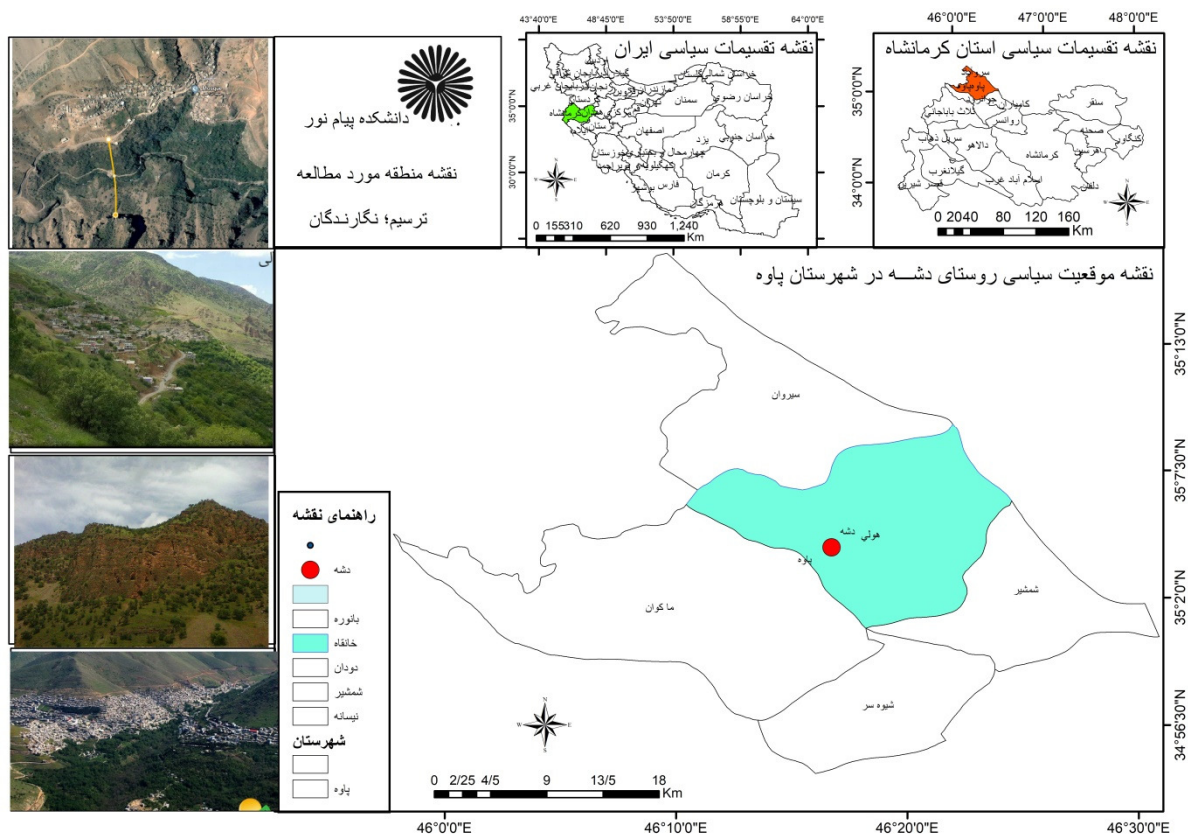 دانشکده پیام نور
نقشه منطقه مورد مطالعه
ترسیم؛ نگارندگان
43°40'0"E 48°45'0"E 53°50'0"E 58°55'0"E 64°0'0"E
نقشه تقسیمات سیاسی ایران
35°0'0"N
30°0'0"N
خراسان رضوی
سمنان
خراسان جنوبی
اصفهان
یزد
کرمان
فارس
بوشهر
هرمزگان
سیستان و بلوچستان
0 155310 620 930 1,240
Km
46°0'0"E 47°0'0"E 48°0'0"E
نقشه تقسیمات سیاسی استان کرمانشاه
35°0'0"N
34°0'0"N
کامیاران
سنقر
روانسر
ثلاث باباجانی
صحنه
کنگاور
هرسین
کرمانشاه
سرپل ذهاب
دالاهو
گیلانغرب
اسلام آباد غرب
قصر شیرین
دلفان
0 2040 80 120 160
Km
نقشه موقعیت سیاسی روستای دشـــه در شهرستان پاوه
سیروان
دشه
هولي
پاوه
شمشیر
ما کوان
شیوه سر
35°13'0"N
35°7'30"N
35°2'0"N
34°56'30"N
راهنمای نقشه
دشه
بانوره
خانقاه
دودان
شمشیر
نیسانه
شهرستان
پاوه
0 2/25 4/5 9 13/5 18
Km
46°0'0"E 46°10'0"E 46°20'0"E 46°30'0"E